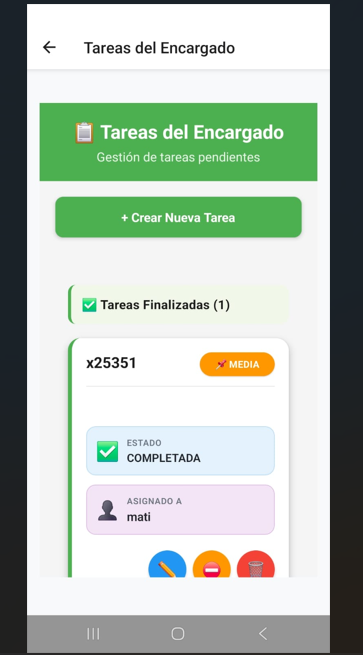 Tareas del Encargado
Tareas del Encargado
Gestión de tareas pendientes
+ Crear Nueva Tarea
Tareas Finalizadas (1)
x25351
MEDIA
ESTADO
COMPLETADA
ASIGNADO A
mati